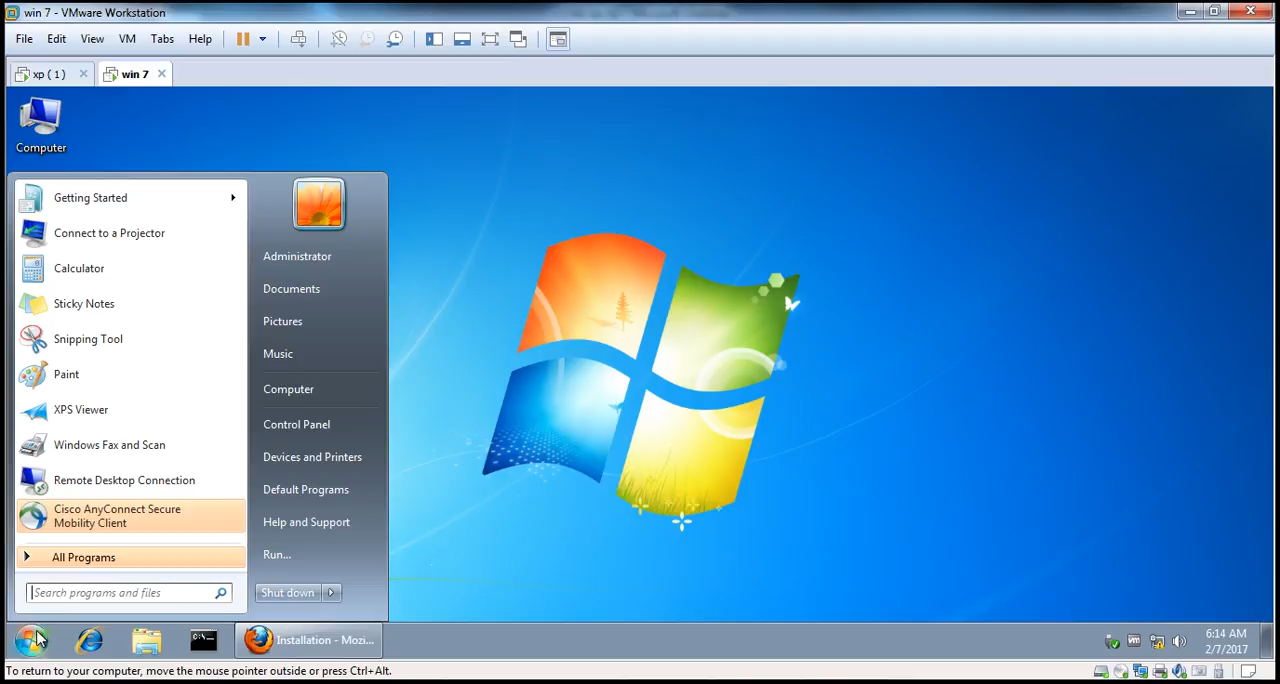 win 7 - VMware Workstation
File Edit View VM Tabs Help
xp ( 1 ) win 7
Computer
Getting Started
Connect to a Projector
Calculator
Sticky Notes
Snipping Tool
Paint
XPS Viewer
Windows Fax and Scan
Remote Desktop Connection
Cisco AnyConnect Secure
Mobility Client
All Programs
Search programs and files
Administrator
Documents
Pictures
Music
Computer
Control Panel
Devices and Printers
Default Programs
Help and Support
Run...
Shut down
Installation - Mozi...
6:14 AM
2/7/2017
To return to your computer, move the mouse pointer outside or press Ctrl+Alt.